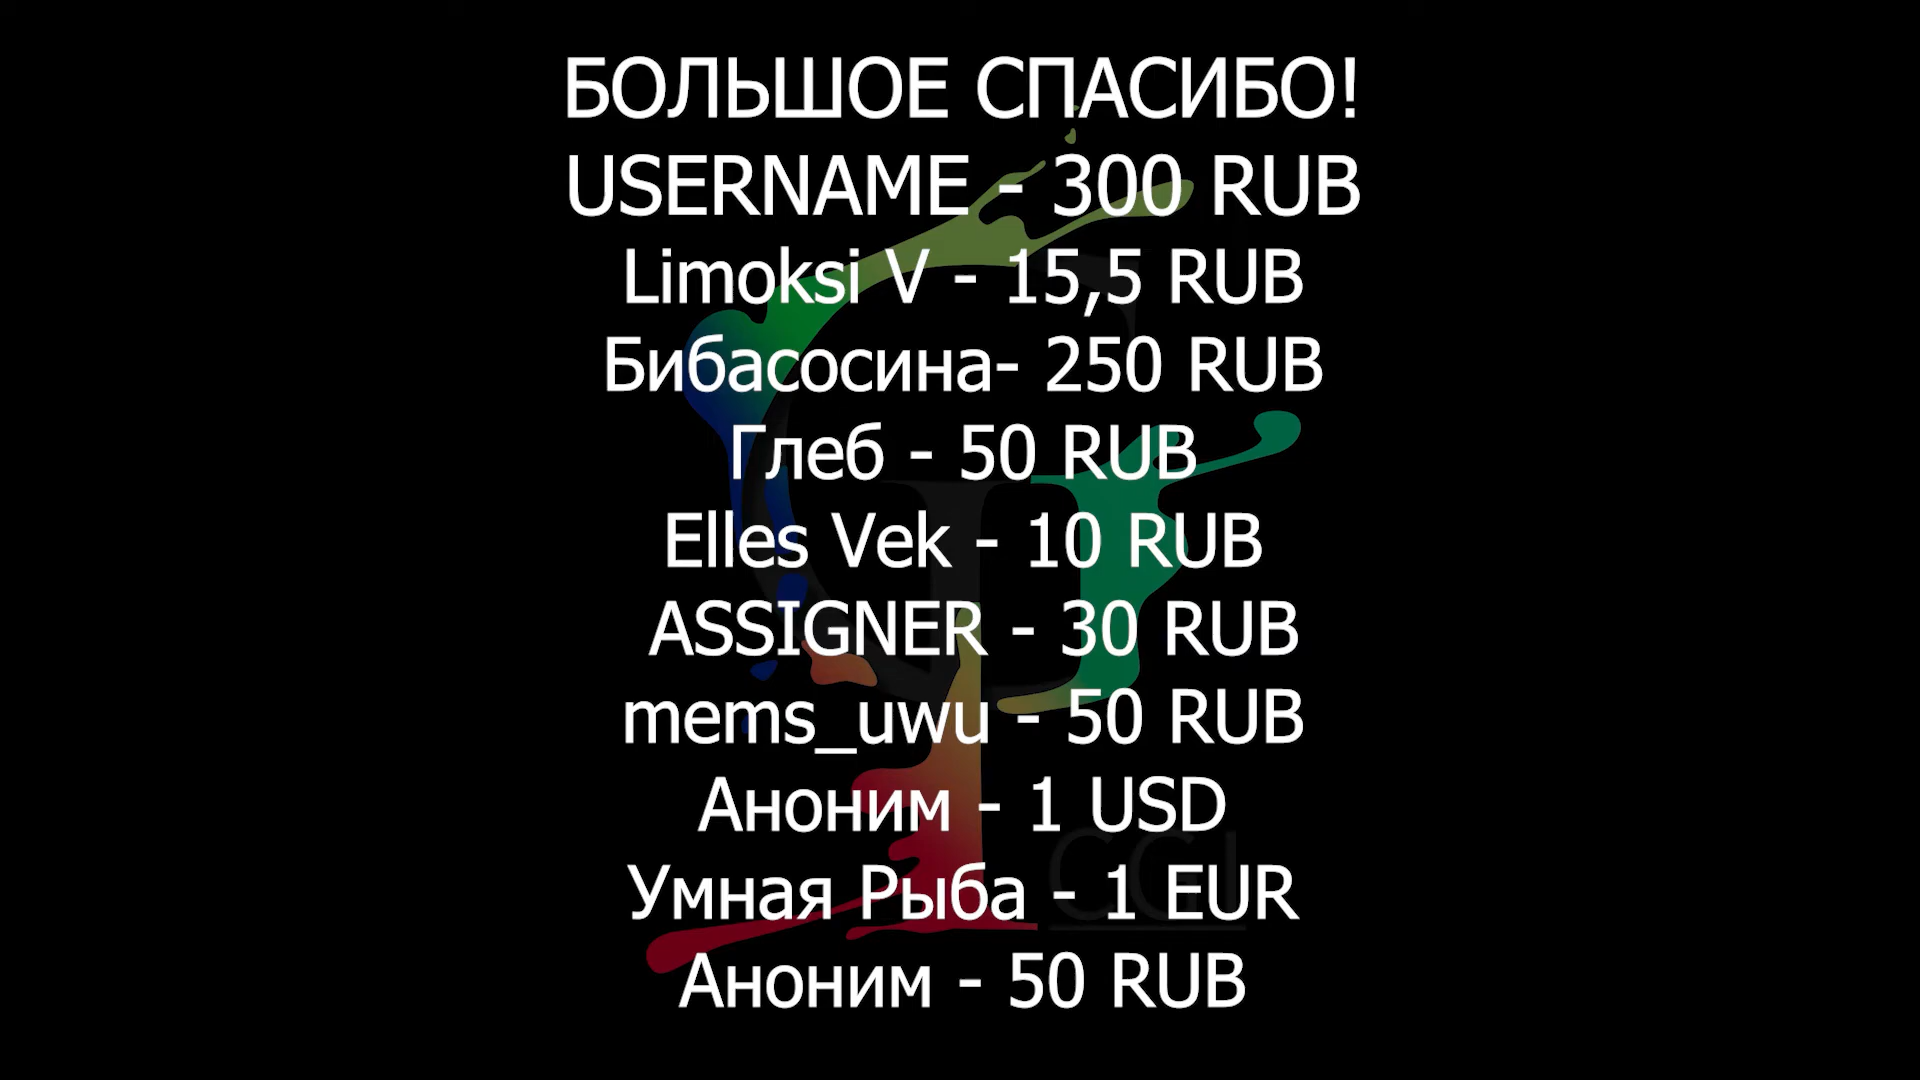 БОЛЬШОЕ СПАСИБО!
USERNAME - 300 RUB
Limoksi V - 15,5 RUB
Бибасосина- 250 RUB
Глеб - 50 RUB
Elles Vek - 10 RUB
ASSIGNER - 30 RUB
mems_uwu - 50 RUB
Аноним - 1 USD
Умная Рыба - 1 EUR
CGI
Аноним - 50 RUB